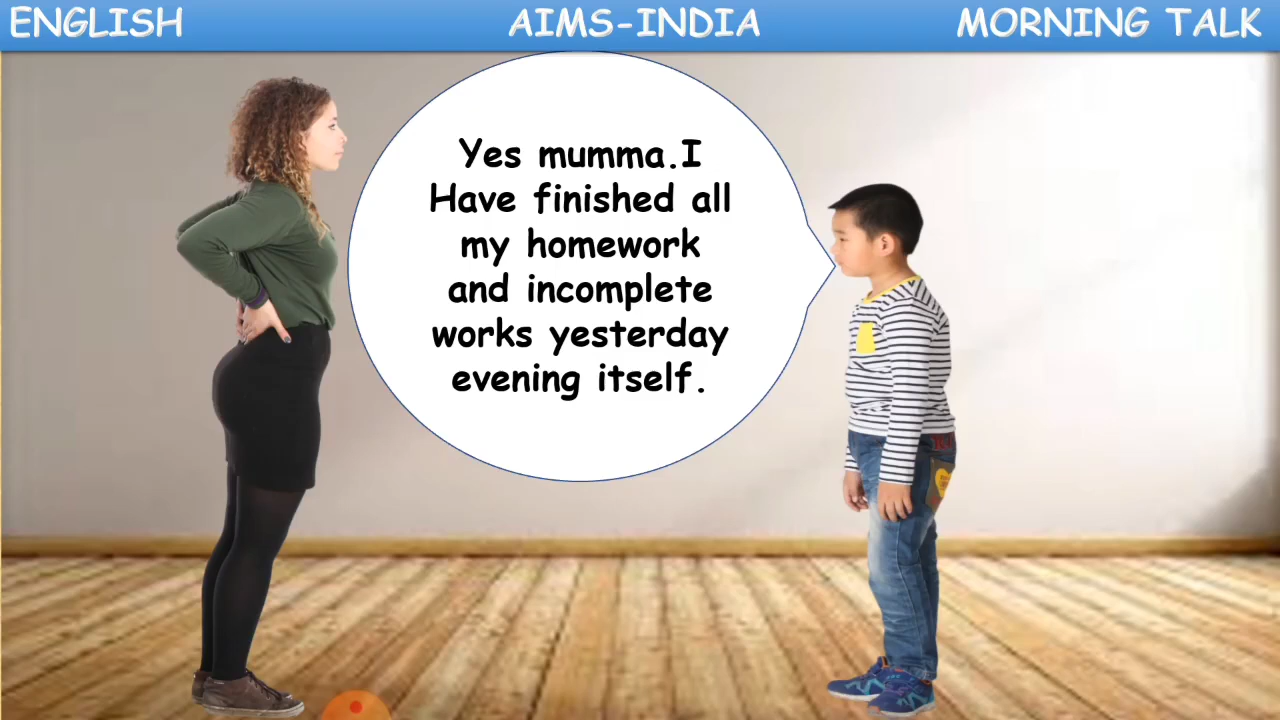 ENGLISH AIMS-INDIA MORNING TALK
Yes mumma.I
Have finished all
my homework
and incomplete
works yesterday
evening itself.